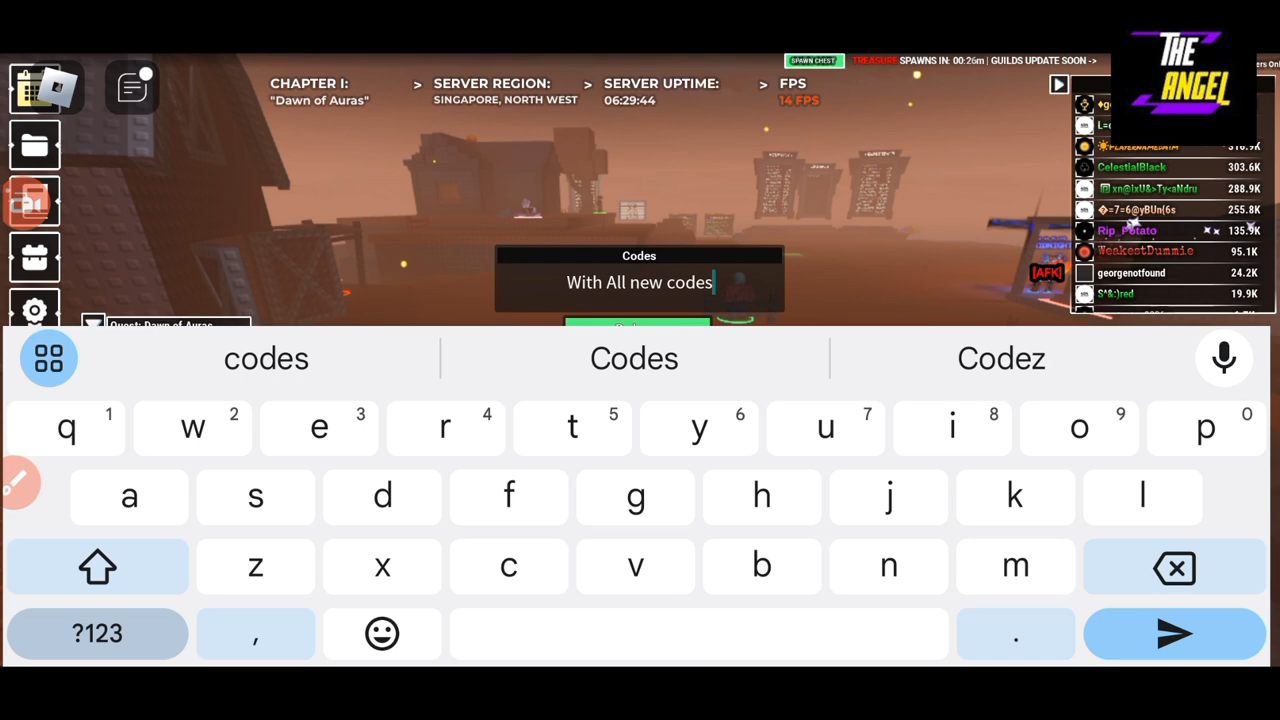 SPAWN CHEST
TREASURE SPAWNS IN: 00:26m | GUILDS UPDATE SOON ->
THE
ANGEL
CHAPTER I:
"Dawn of Auras"
>
SERVER REGION:
SINGAPORE, NORTH WEST
>
SERVER UPTIME:
06:29:44
>
FPS
14 FPS
CelestialBlack 303.6K
288.9K
255.8K
Rip_Potato 135.9K
WeakestDummie 95.1K
[AFK]
georgenotfound 24.2K
S^&:)red 19.9K
Codes
With All new codes
Quest: Dawn of Auras
codes Codes Codez
q 1 w 2 e 3 r 4 t 5 y 6 u 7 i 8 o 9 p 0
a s d f g h j k l
z x c v b n m
?123 , .